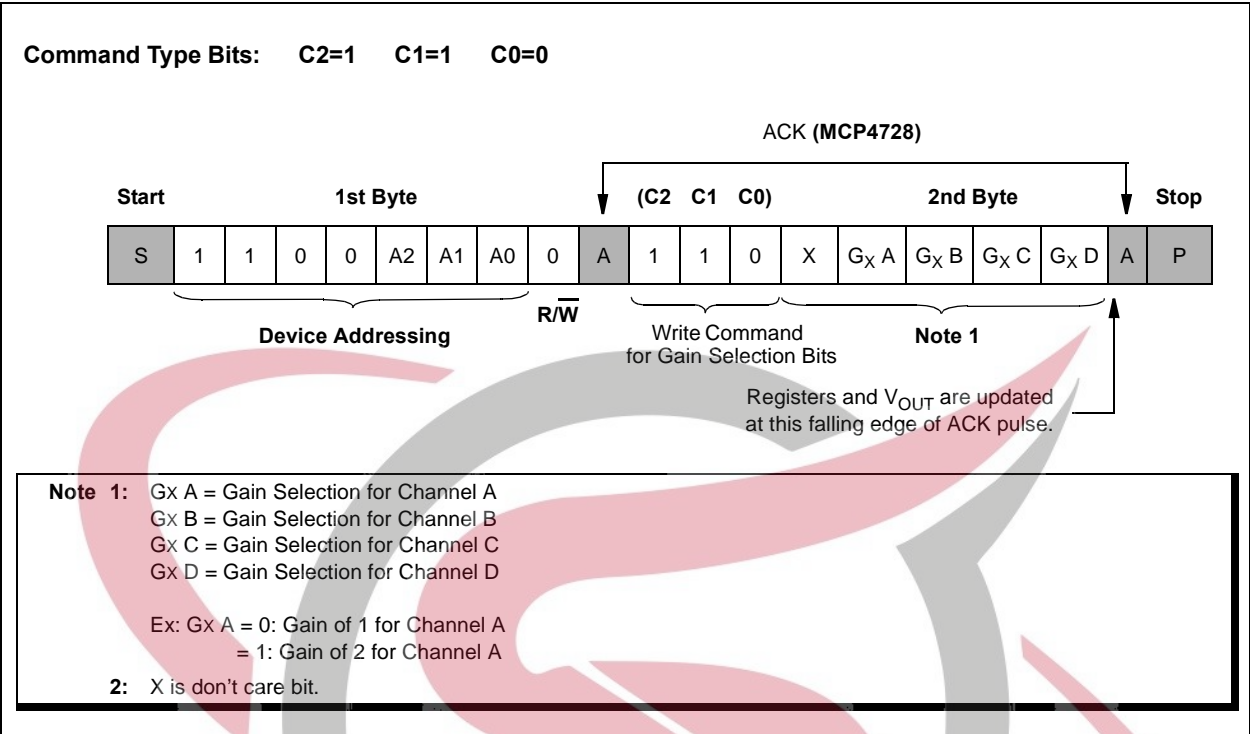 Command Type Bits: C2=1 C1=1 C0=0
ACK (MCP4728)
Start 1st Byte (C2 C1 C0) 2nd Byte Stop
S 1 1 0 0 A2 A1 A0 0 A 1 1 0 X GX A GX B GX C GX D A P
R/W
Device Addressing Write Command Note 1
for Gain Selection Bits
Registers and VOUT are updated
at this falling edge of ACK pulse.
Note 1: GX A = Gain Selection for Channel A
GX B = Gain Selection for Channel B
GX C = Gain Selection for Channel C
GX D = Gain Selection for Channel D
Ex: GX A = 0: Gain of 1 for Channel A
= 1: Gain of 2 for Channel A
2: X is don't care bit.